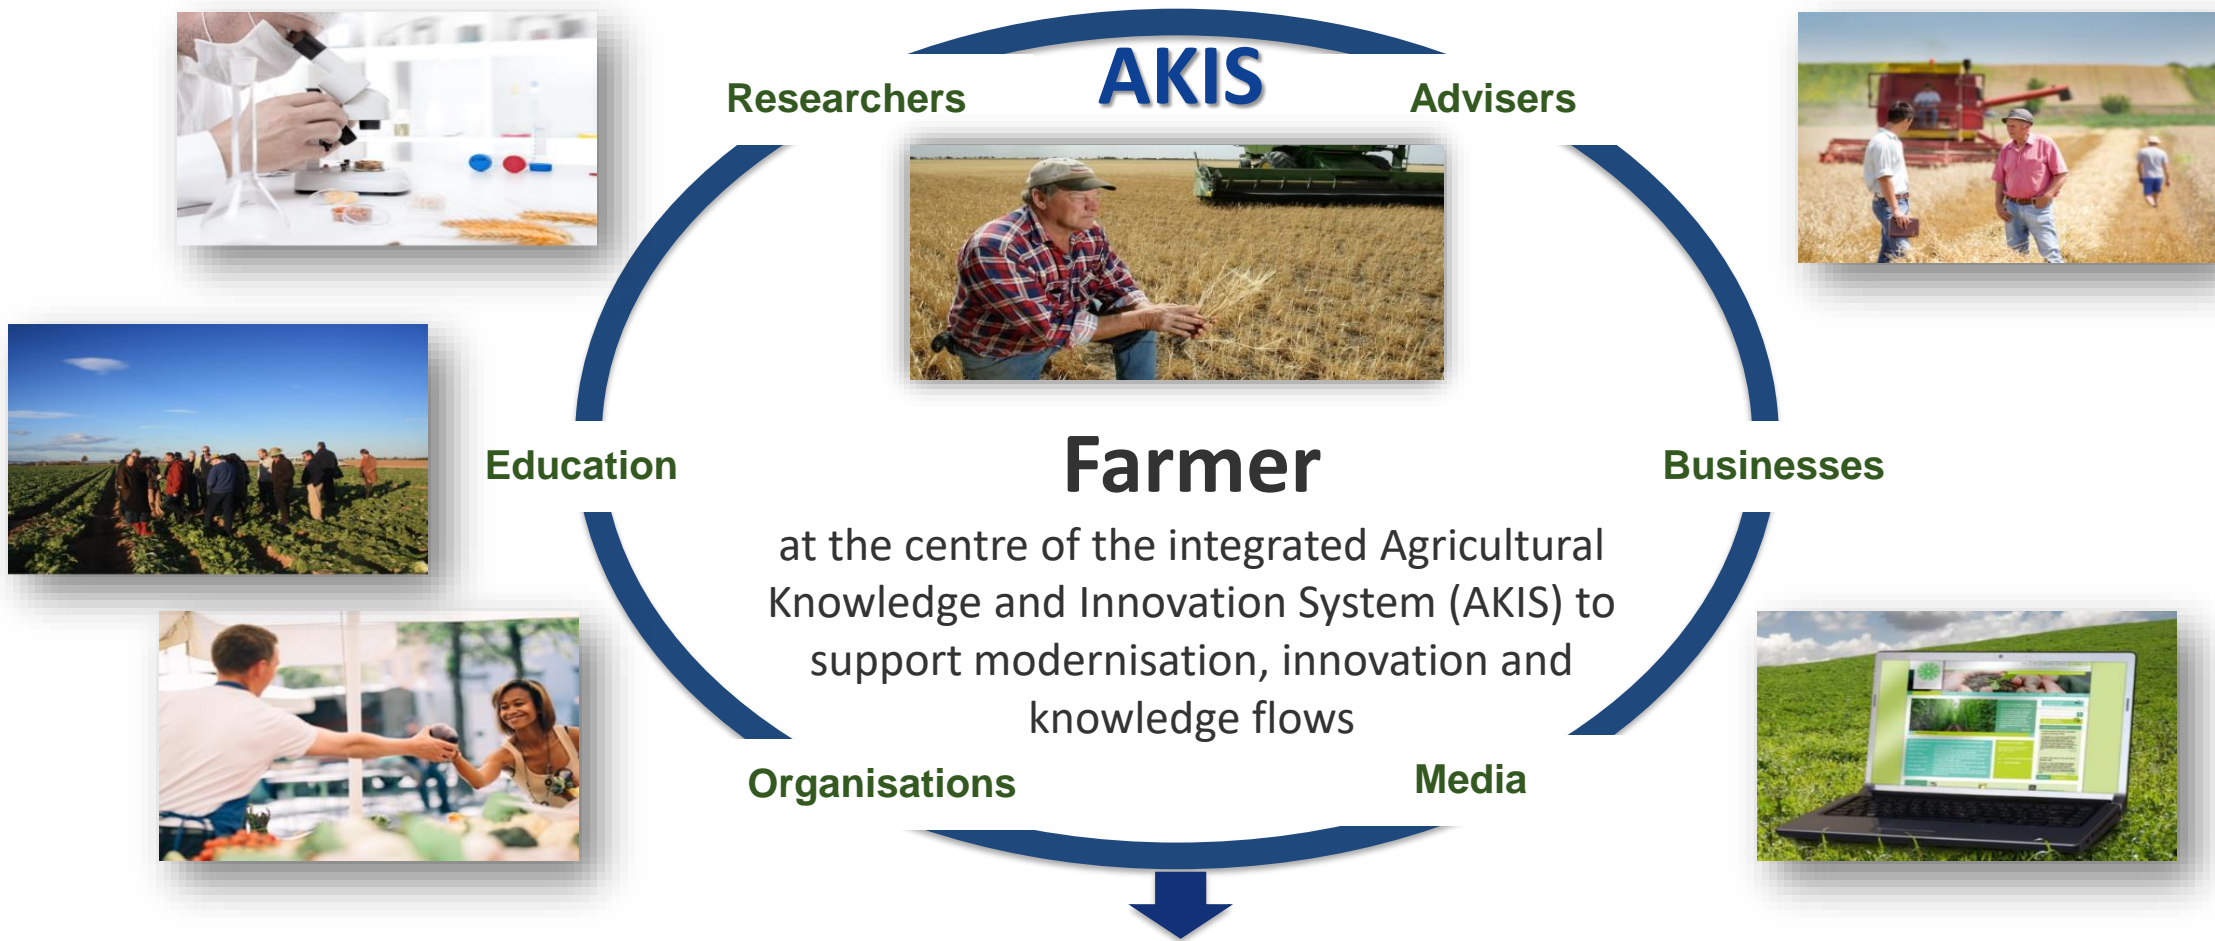 AKIS
Researchers
Advisers
Education
Farmer
Businesses
at the centre of the integrated Agricultural
Knowledge and Innovation System (AKIS) to
support modernisation, innovation and
knowledge flows
Organisations
Media